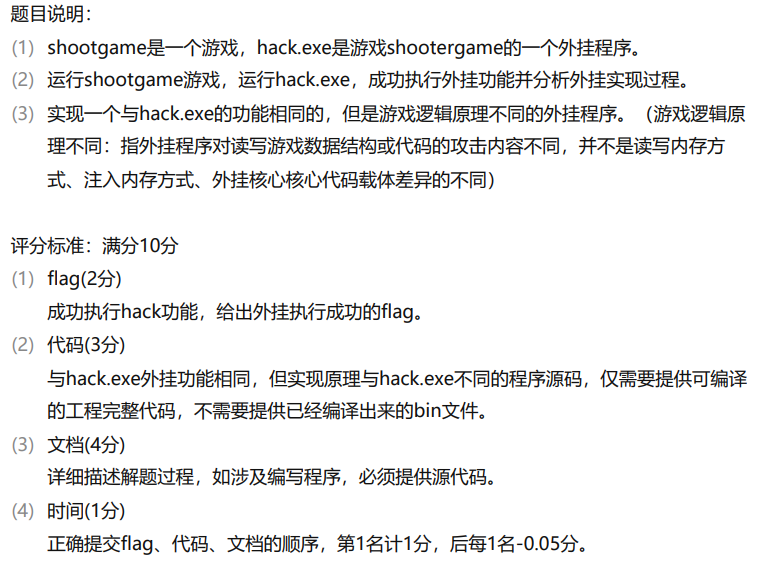 题目说明：
(1) shootgame是一个游戏，hack.exe是游戏shootergame的一个外挂程序。
(2) 运行shootgame游戏，运行hack.exe，成功执行外挂功能并分析外挂实现过程。
(3) 实现一个与hack.exe的功能相同的，但是游戏逻辑原理不同的外挂程序。（游戏逻辑原
理不同：指外挂程序对读写游戏数据结构或代码的攻击内容不同，并不是读写内存方
式、注入内存方式、外挂核心核心代码载体差异的不同）
评分标准：满分10分
(1) flag(2分)
成功执行hack功能，给出外挂执行成功的flag。
(2) 代码(3分)
与hack.exe外挂功能相同，但实现原理与hack.exe不同的程序源码，仅需要提供可编译
的工程完整代码，不需要提供已经编译出来的bin文件。
(3) 文档(4分)
详细描述解题过程，如涉及编写程序，必须提供源代码。
(4) 时间(1分)
正确提交flag、代码、文档的顺序，第1名计1分，后每1名-0.05分。